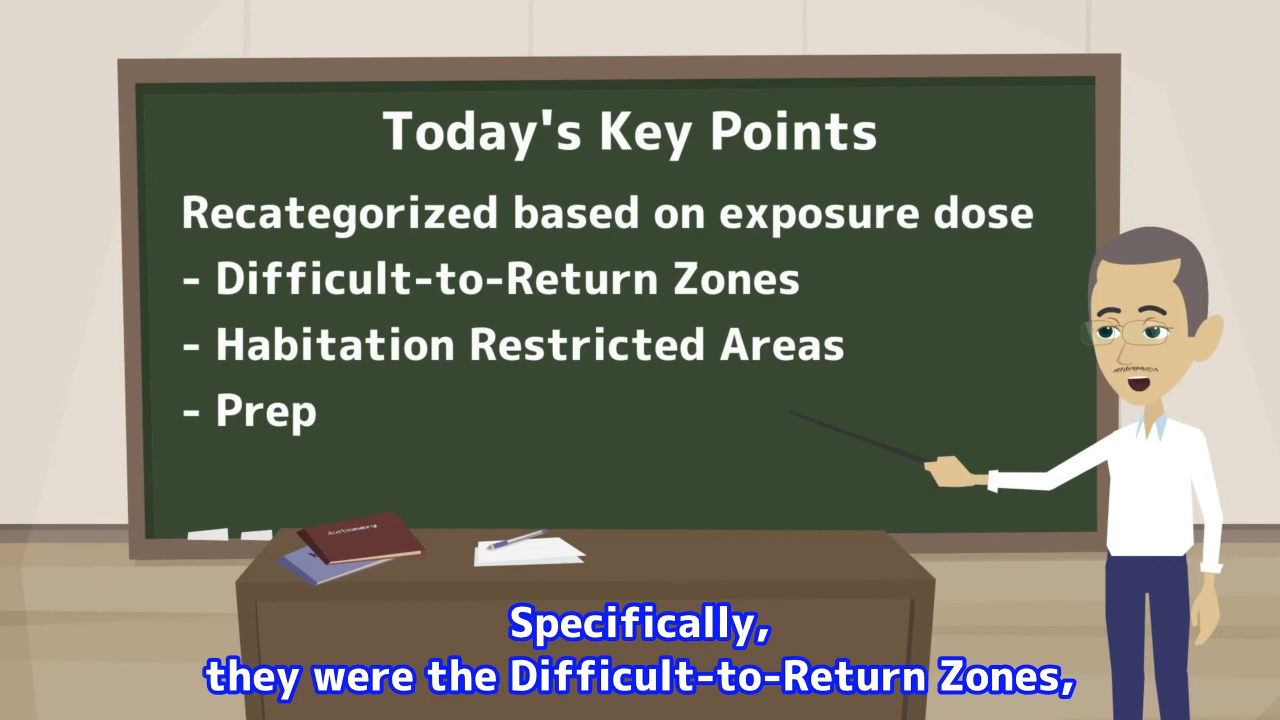 Today's Key Points
Recategorized based on exposure dose
- Difficult-to-Return Zones
- Habitation Restricted Areas
- Prep
dictionary
Specifically,
they were the Difficult-to-Return Zones,